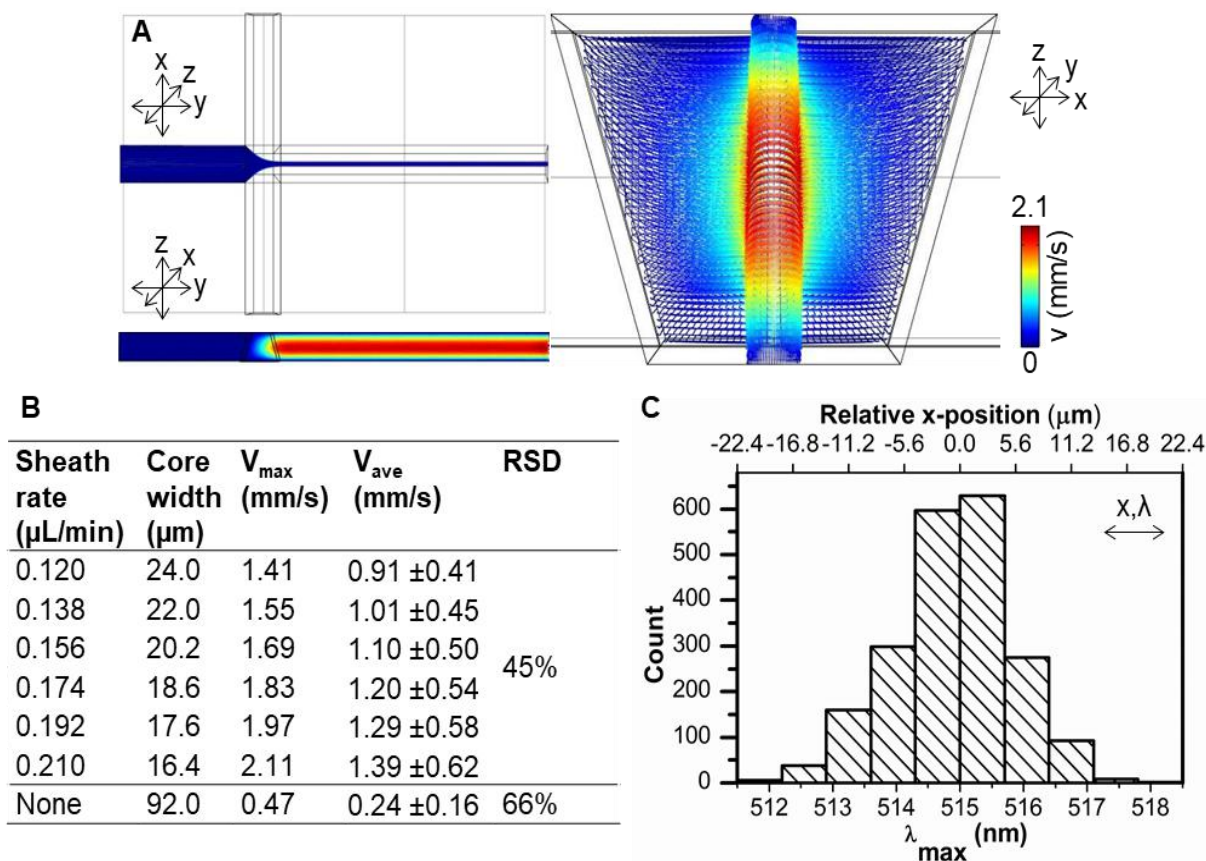 A
x
z
y
z
x
y
z
y
x
2.1
v (mm/s)
0
B
Sheath rate (µL/min) Core width (µm) Vmax (mm/s) Vave (mm/s) RSD
0.120 24.0 1.41 0.91 ±0.41
0.138 22.0 1.55 1.01 ±0.45
0.156 20.2 1.69 1.10 ±0.50
0.174 18.6 1.83 1.20 ±0.54
45%
0.192 17.6 1.97 1.29 ±0.58
0.210 16.4 2.11 1.39 ±0.62
None 92.0 0.47 0.24 ±0.16 66%
C
Relative x-position (µm)
-22.4 -16.8 -11.2 -5.6 0.0 5.6 11.2 16.8 22.4
x,λ
Count
600
500
400
300
200
100
0
512 513 514 515 516 517 518
λmax (nm)